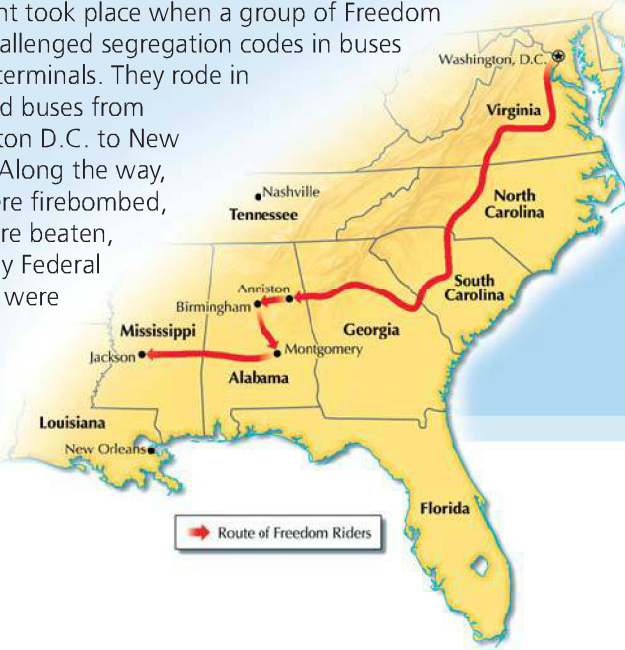 nt took place when a group of Freedom
allenged segregation codes in buses
terminals. They rode in
d buses from
ton D.C. to New
Along the way,
ere firebombed,
re beaten,
y Federal
were
Washington, D.C.
Virginia
Nashville
Tennessee
North
Carolina
South
Carolina
Anniston
Birmingham
Mississippi
Georgia
Jackson
Montgomery
Alabama
Louisiana
New Orleans
Florida
Route of Freedom Riders